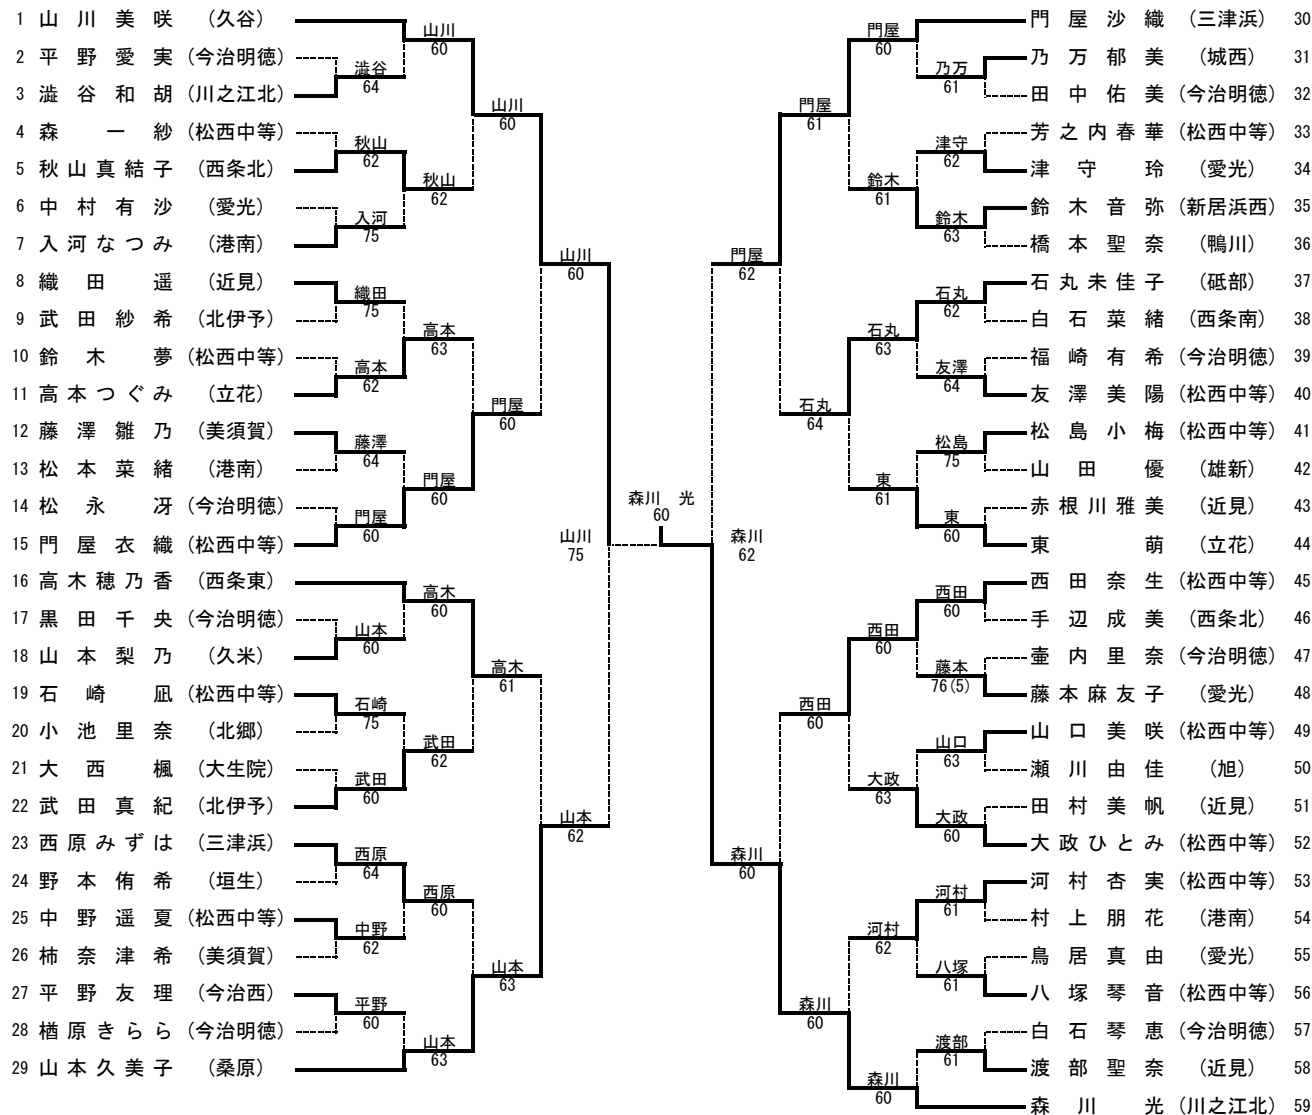 1 山川美咲 (久谷)
2 平野愛実 (今治明徳)
3 澁谷和胡 (川之江北)
4 森一紗 (松西中等)
5 秋山真結子 (西条北)
6 中村有沙 (愛光)
7 入河なつみ (港南)
8 織田遥 (近見)
9 武田紗希 (北伊予)
10 鈴木夢 (松西中等)
11 高本つぐみ (立花)
12 藤澤雛乃 (美須賀)
13 松本菜緒 (港南)
14 松永冴 (今治明徳)
15 門屋衣織 (松西中等)
16 高木穂乃香 (西条東)
17 黒田千央 (今治明徳)
18 山本梨乃 (久米)
19 石崎凪 (松西中等)
20 小池里奈 (北郷)
21 大西楓 (大生院)
22 武田真紀 (北伊予)
23 西原みずは (三津浜)
24 野本侑希 (垣生)
25 中野遥夏 (松西中等)
26 柿奈津希 (美須賀)
27 平野友理 (今治西)
28 楢原きらら (今治明徳)
29 山本久美子 (桑原)
澁谷
64
秋山
62
入河
75
織田
75
高本
62
藤澤
64
門屋
60
山本
60
石崎
75
武田
60
西原
64
中野
62
平野
60
山川
60
秋山
62
高本
63
門屋
60
高木
60
武田
62
西原
60
山本
63
山川
60
門屋
60
高木
61
山本
63
山川
60
山本
62
山川
75
森川 光
60
森川
62
門屋
62
森川
60
門屋
61
石丸
64
西田
60
森川
60
門屋
60
鈴木
61
石丸
63
東
61
西田
60
大政
63
河村
62
森川
60
乃万
61
津守
62
鈴木
63
石丸
62
友澤
64
松島
75
東
60
西田
60
藤本
76(5)
山口
63
大政
60
河村
61
八塚
61
渡部
61
門屋沙織 (三津浜) 30
乃万郁美 (城西) 31
田中佑美 (今治明徳) 32
芳之内春華 (松西中等) 33
津守玲 (愛光) 34
鈴木音弥 (新居浜西) 35
橋本聖奈 (鴨川) 36
石丸未佳子 (砥部) 37
白石菜緒 (西条南) 38
福崎有希 (今治明徳) 39
友澤美陽 (松西中等) 40
松島小梅 (松西中等) 41
山田優 (雄新) 42
赤根川雅美 (近見) 43
東萌 (立花) 44
西田奈生 (松西中等) 45
手辺成美 (西条北) 46
壷内里奈 (今治明徳) 47
藤本麻友子 (愛光) 48
山口美咲 (松西中等) 49
瀬川由佳 (旭) 50
田村美帆 (近見) 51
大政ひとみ (松西中等) 52
河村杏実 (松西中等) 53
村上朋花 (港南) 54
鳥居真由 (愛光) 55
八塚琴音 (松西中等) 56
白石琴恵 (今治明徳) 57
渡部聖奈 (近見) 58
森川光 (川之江北) 59